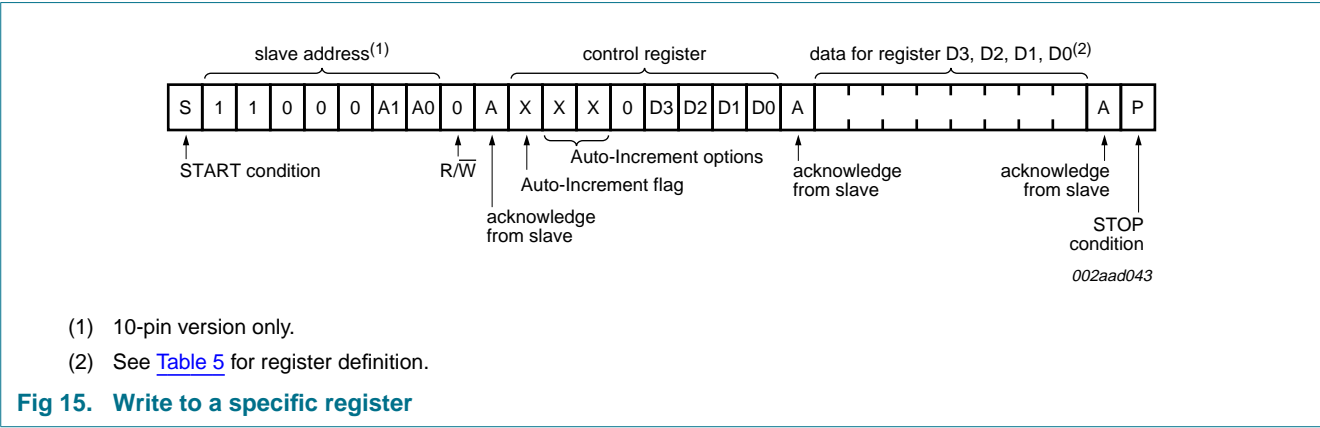 slave address(1) control register data for register D3, D2, D1, D0(2)
S 1 1 0 0 0 A1 A0 0 A X X X 0 D3 D2 D1 D0 A A P
START condition R/W̅ Auto-Increment options acknowledge from slave acknowledge from slave
Auto-Increment flag
acknowledge from slave
STOP condition
002aad043
(1) 10-pin version only.
(2) See Table 5 for register definition.
Fig 15. Write to a specific register